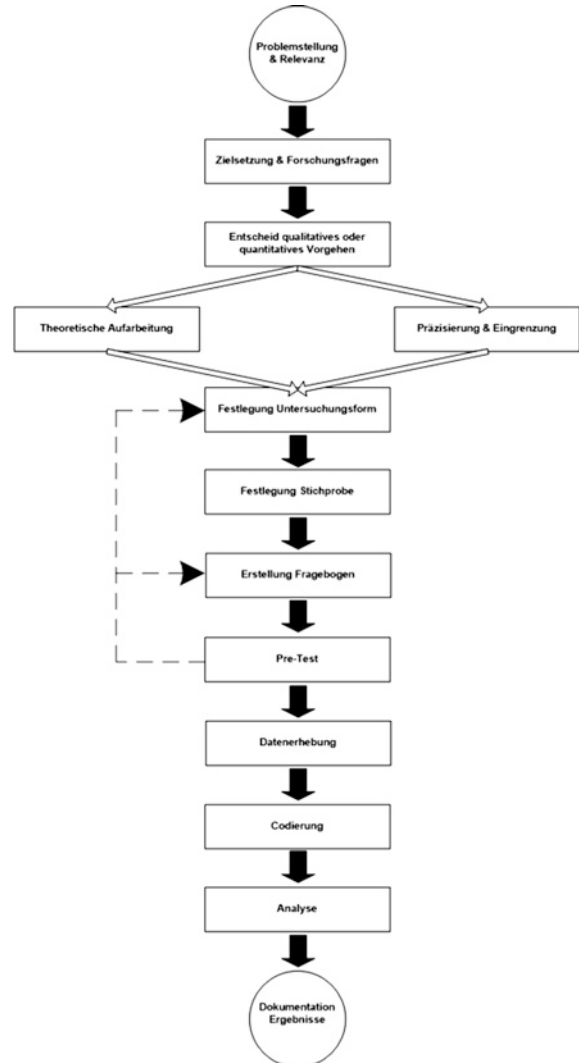 Problemstellung
& Relevanz
Zielsetzung & Forschungsfragen
Entscheid qualitatives oder
quantitatives Vorgehen
Theoretische Aufarbeitung
Präzisierung & Eingrenzung
Festlegung Untersuchungsform
Festlegung Stichprobe
Erstellung Fragebogen
Pre-Test
Datenerhebung
Codierung
Analyse
Dokumentation
Ergebnisse